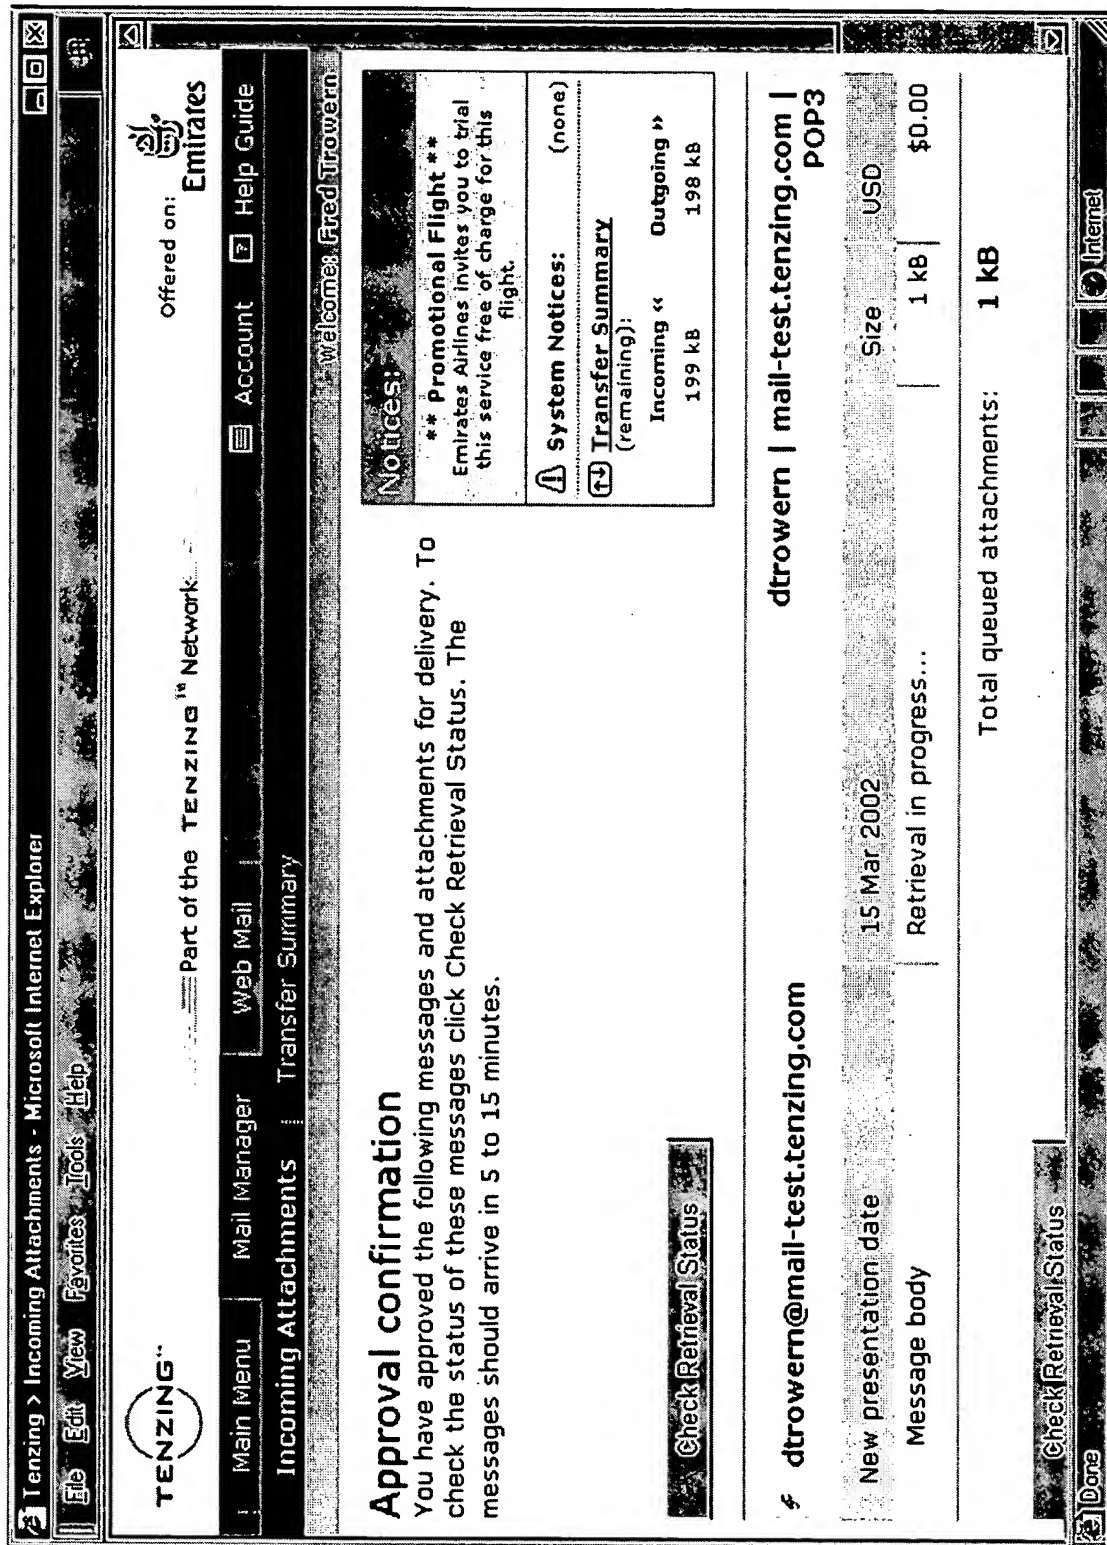 Tenzing > Incoming Attachments - Microsoft Internet Explorer
File Edit View Favorites Tools Help
TENZING
Part of the TENZING Network
offered on:
Emirates
Main Menu Mail Manager Web Mail Account Help Guide
Incoming Attachments Transfer Summary
Welcome: Fred Trowern
Approval confirmation
You have approved the following messages and attachments for delivery. To
check the status of these messages click Check Retrieval Status. The
messages should arrive in 5 to 15 minutes.
Check Retrieval Status
Notices:
** Promotional Flight **
Emirates Airlines invites you to trial
this service free of charge for this
flight.
System Notices: (none)
Transfer Summary
(remaining):
Incoming << Outgoing >>
199 kB 198 kB
dtrowern@mail-test.tenzing.com dtrowern | mail-test.tenzing.com |
POP3
New presentation date 15 Mar 2002 Size USD
Message body Retrieval in progress... 1 kB $0.00
Total queued attachments: 1 kB
Check Retrieval Status
Done Internet